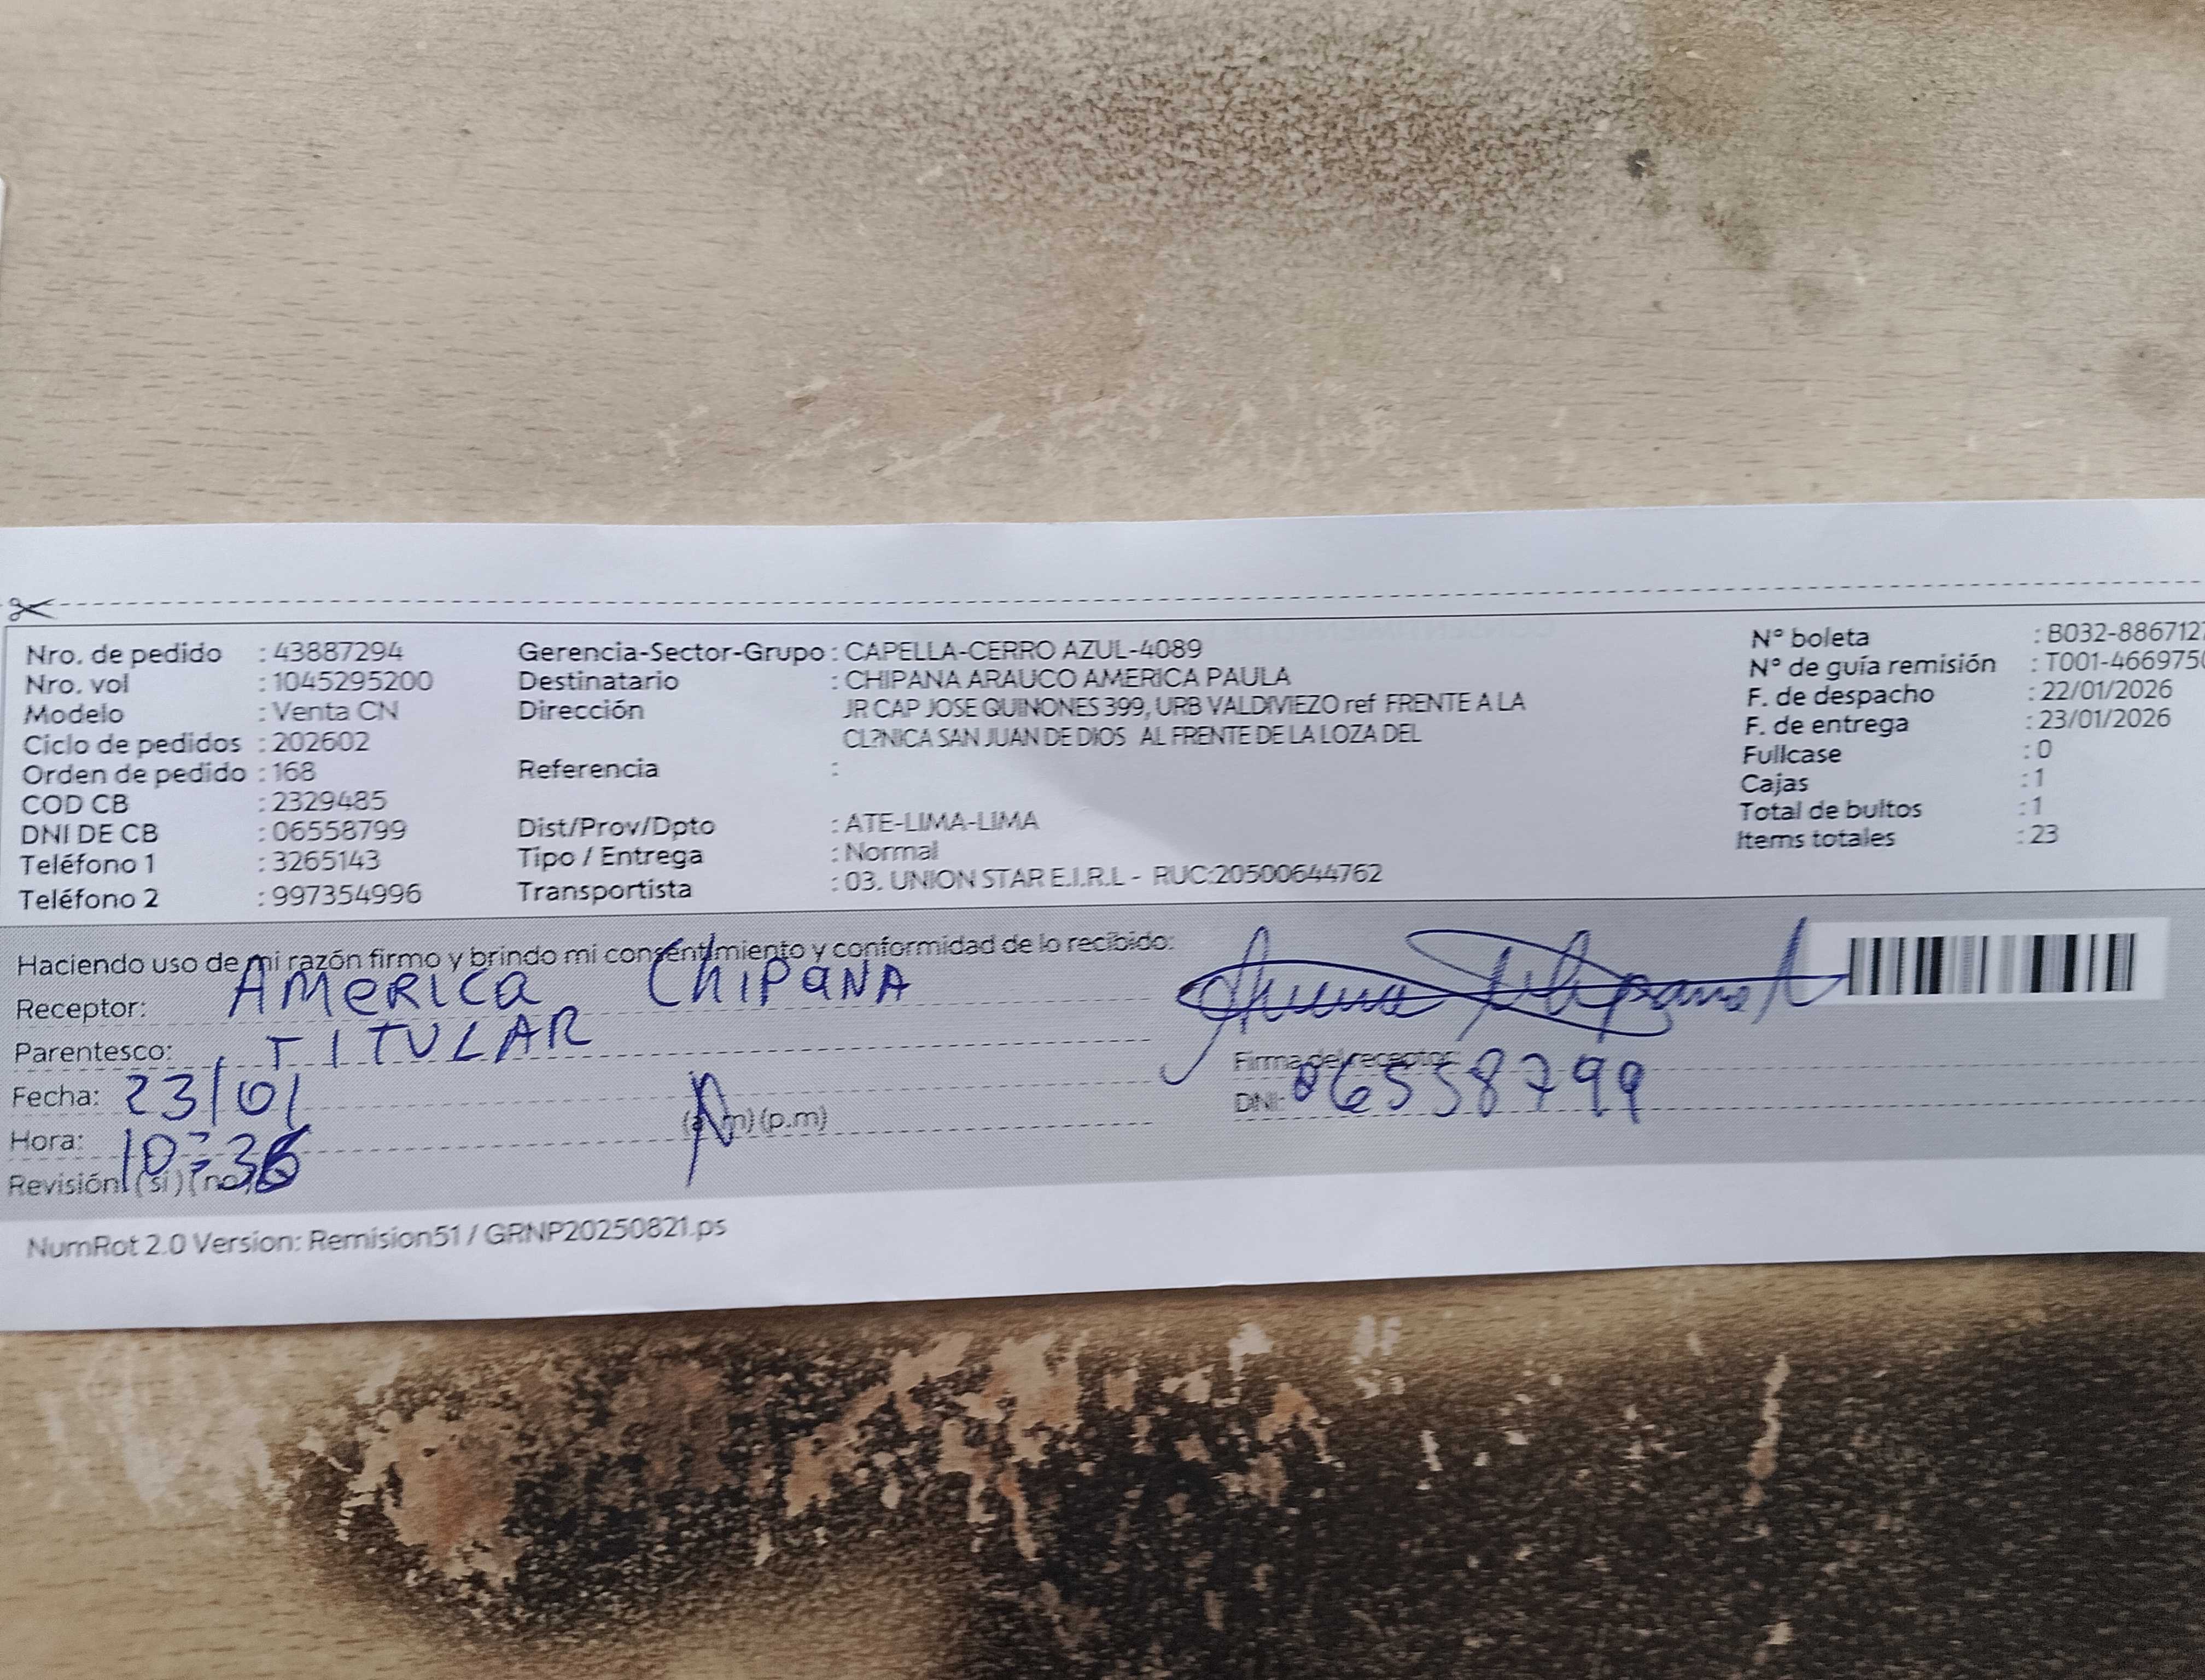 Nro. de pedido : 43887294 Gerencia-Sector-Grupo : CAPELLA-CERRO AZUL-4089 N° boleta : B032-886712
Nro. vol : 1045295200 Destinatario : CHIPANA ARAUCO AMERICA PAULA N° de guía remisión : T001-4669750
Modelo : Venta CN Dirección JR CAP JOSE QUINONES 399, URB VALDIVIEZO ref FRENTE A LA F. de despacho : 22/01/2026
Ciclo de pedidos : 202602 CL?NICA SAN JUAN DE DIOS AL FRENTE DE LA LOZA DEL F. de entrega : 23/01/2026
Orden de pedido : 168 Referencia : Fullcase : 0
COD CB : 2329485 Cajas : 1
DNI DE CB : 06558799 Dist/Prov/Dpto : ATE-LIMA-LIMA Total de bultos : 1
Teléfono 1 : 3265143 Tipo / Entrega : Normal Items totales : 23
Teléfono 2 : 997354996 Transportista : 03. UNION STAR E.I.R.L - RUC:20500644762
Haciendo uso de mi razón firmo y brindo mi consentimiento y conformidad de lo recibido:
Receptor: AMERICA CHIPANA
Parentesco: TITULAR
Firma del receptor:
Fecha: 23/01
DNI: 06558799
Hora: 10:36 (a.m) (p.m)
Revisión: (si) (no)
NumRot 2.0 Version: Remision51 / GRNP20250821.ps